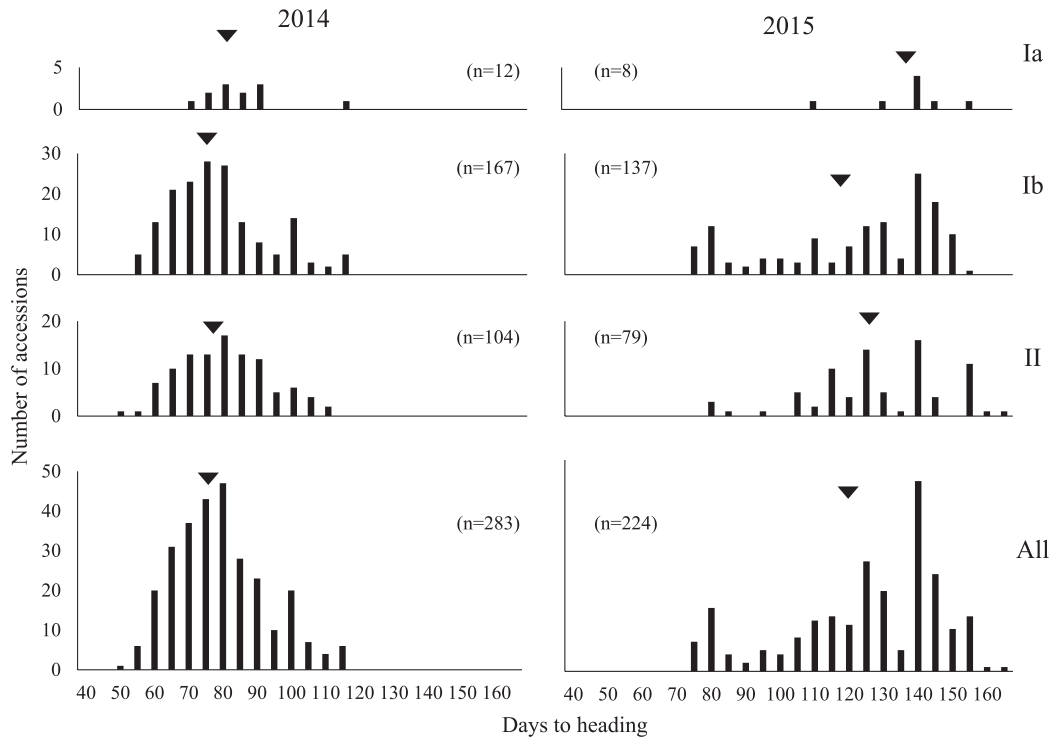 2014
2015
5
0
(n=12)
(n=8)
Ia
30
20
10
0
(n=167)
(n=137)
Ib
20
10
0
(n=104)
(n=79)
II
50
40
30
20
10
0
(n=283)
(n=224)
All
Number of accessions
40 50 60 70 80 90 100 110 120 130 140 150 160
40 50 60 70 80 90 100 110 120 130 140 150 160
Days to heading